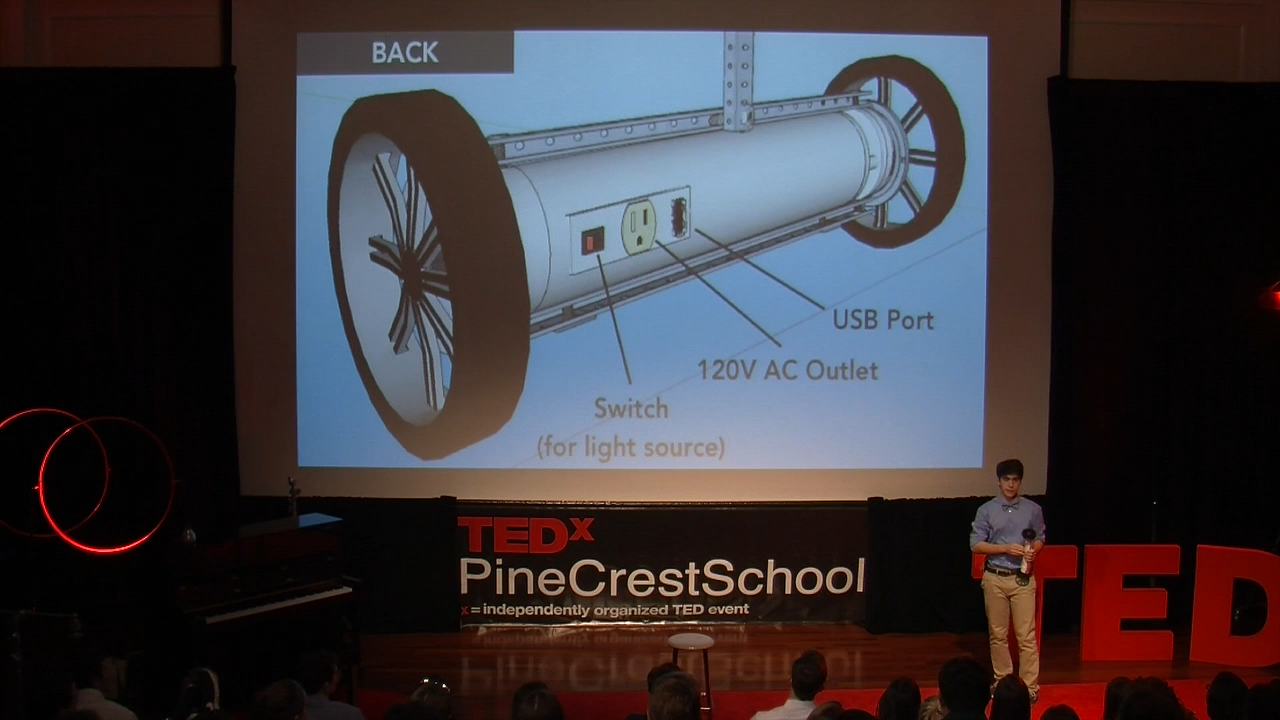 BACK
USB Port
120V AC Outlet
Switch
(for light source)
TEDx
PineCrestSchool
x = independently organized TED event
TED